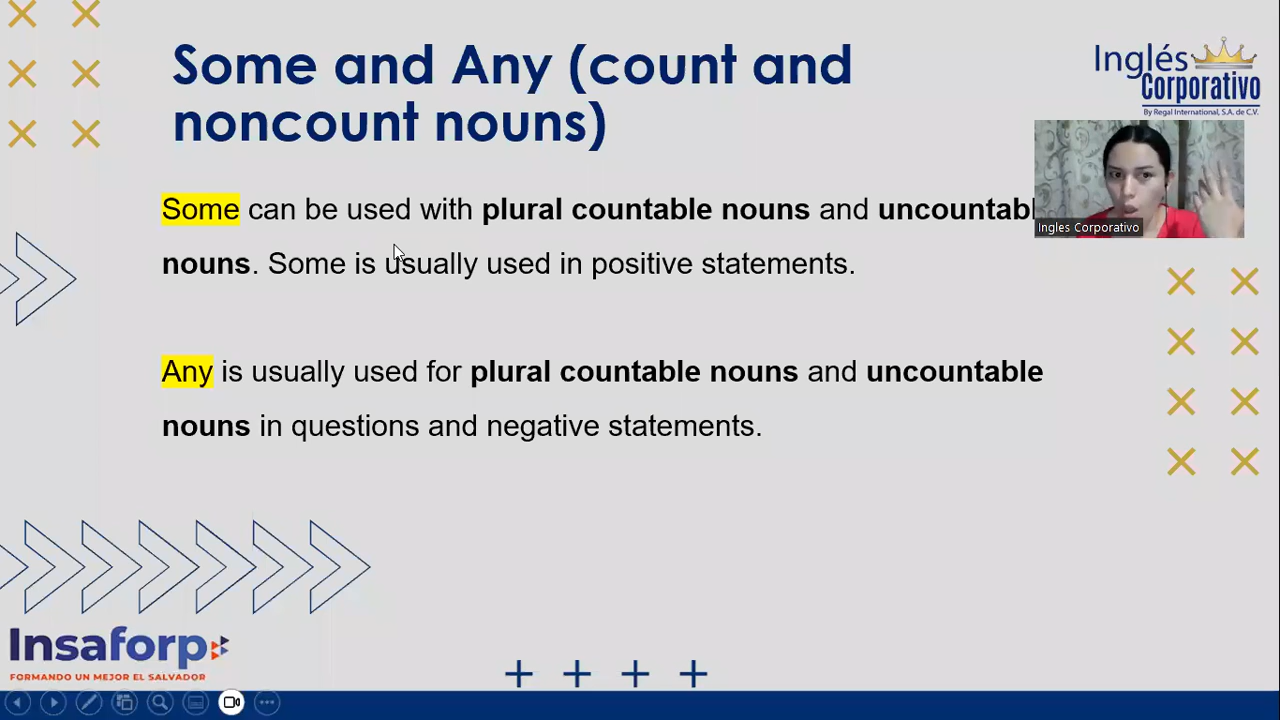 Some and Any (count and
noncount nouns)
Inglés
Corporativo
By Regal International, S.A. de C.V.
Some can be used with plural countable nouns and
Ingles Corporativo
nouns. Some is usually used in positive statements.
Any is usually used for plural countable nouns and uncountable
nouns in questions and negative statements.
Insaforp
FORMANDO UN MEJOR EL SALVADOR